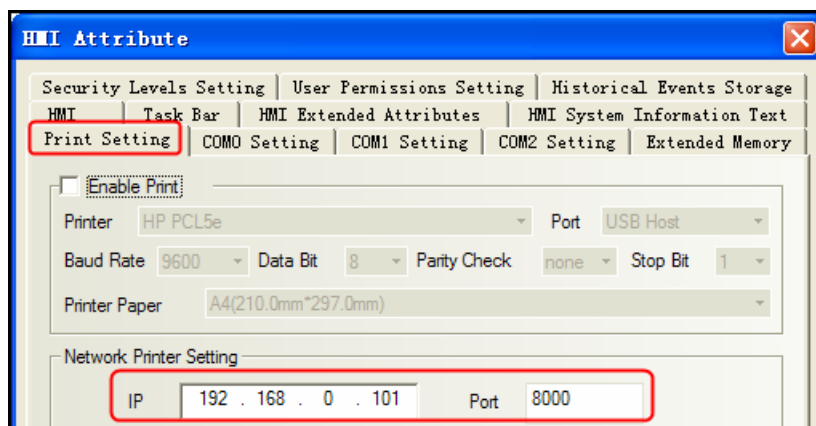 HMI Attribute
Security Levels Setting User Permissions Setting Historical Events Storage
HMI Task Bar HMI Extended Attributes HMI System Information Text
Print Setting COM0 Setting COM1 Setting COM2 Setting Extended Memory
Enable Print
Printer HP PCL5e Port USB Host
Baud Rate 9600 Data Bit 8 Parity Check none Stop Bit 1
Printer Paper A4(210.0mm*297.0mm)
Network Printer Setting
IP 192 . 168 . 0 . 101 Port 8000